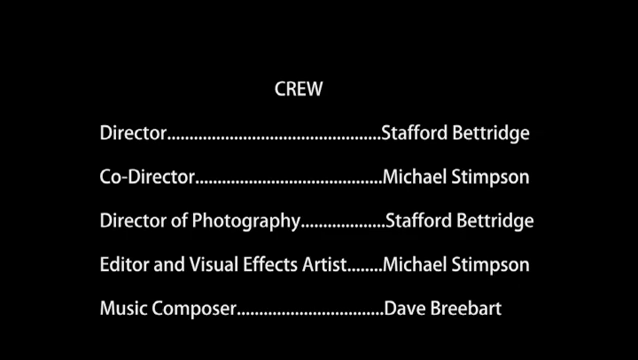 CREW
Director................................................Stafford Bettridge
Co-Director..........................................Michael Stimpson
Director of Photography...................Stafford Bettridge
Editor and Visual Effects Artist........Michael Stimpson
Music Composer.................................Dave Breebart